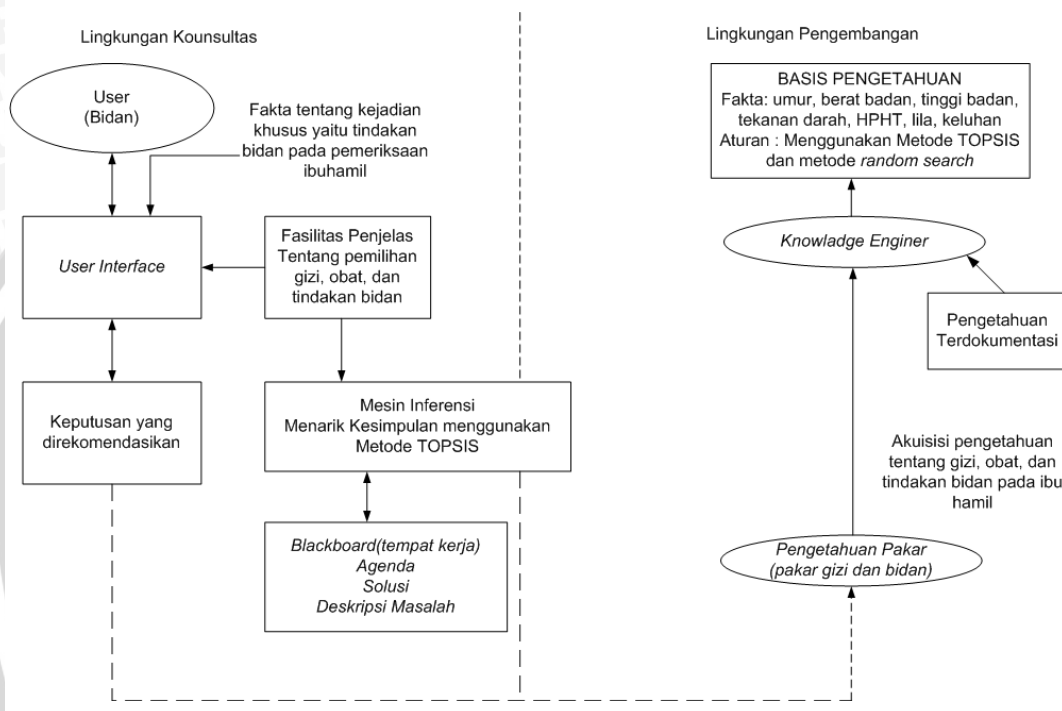 Lingkungan Kounsultas
User
(Bidan)
Fakta tentang kejadian
khusus yaitu tindakan
bidan pada pemeriksaan
ibuhamil
User Interface
Fasilitas Penjelas
Tentang pemilihan
gizi, obat, dan
tindakan bidan
Keputusan yang
direkomendasikan
Mesin Inferensi
Menarik Kesimpulan menggunakan
Metode TOPSIS
Blackboard(tempat kerja)
Agenda
Solusi
Deskripsi Masalah
Lingkungan Pengembangan
BASIS PENGETAHUAN
Fakta: umur, berat badan, tinggi badan,
tekanan darah, HPHT, lila, keluhan
Aturan : Menggunakan Metode TOPSIS
dan metode random search
Knowladge Enginer
Pengetahuan
Terdokumentasi
Akuisisi pengetahuan
tentang gizi, obat, dan
tindakan bidan pada ibu
hamil
Pengetahuan Pakar
(pakar gizi dan bidan)